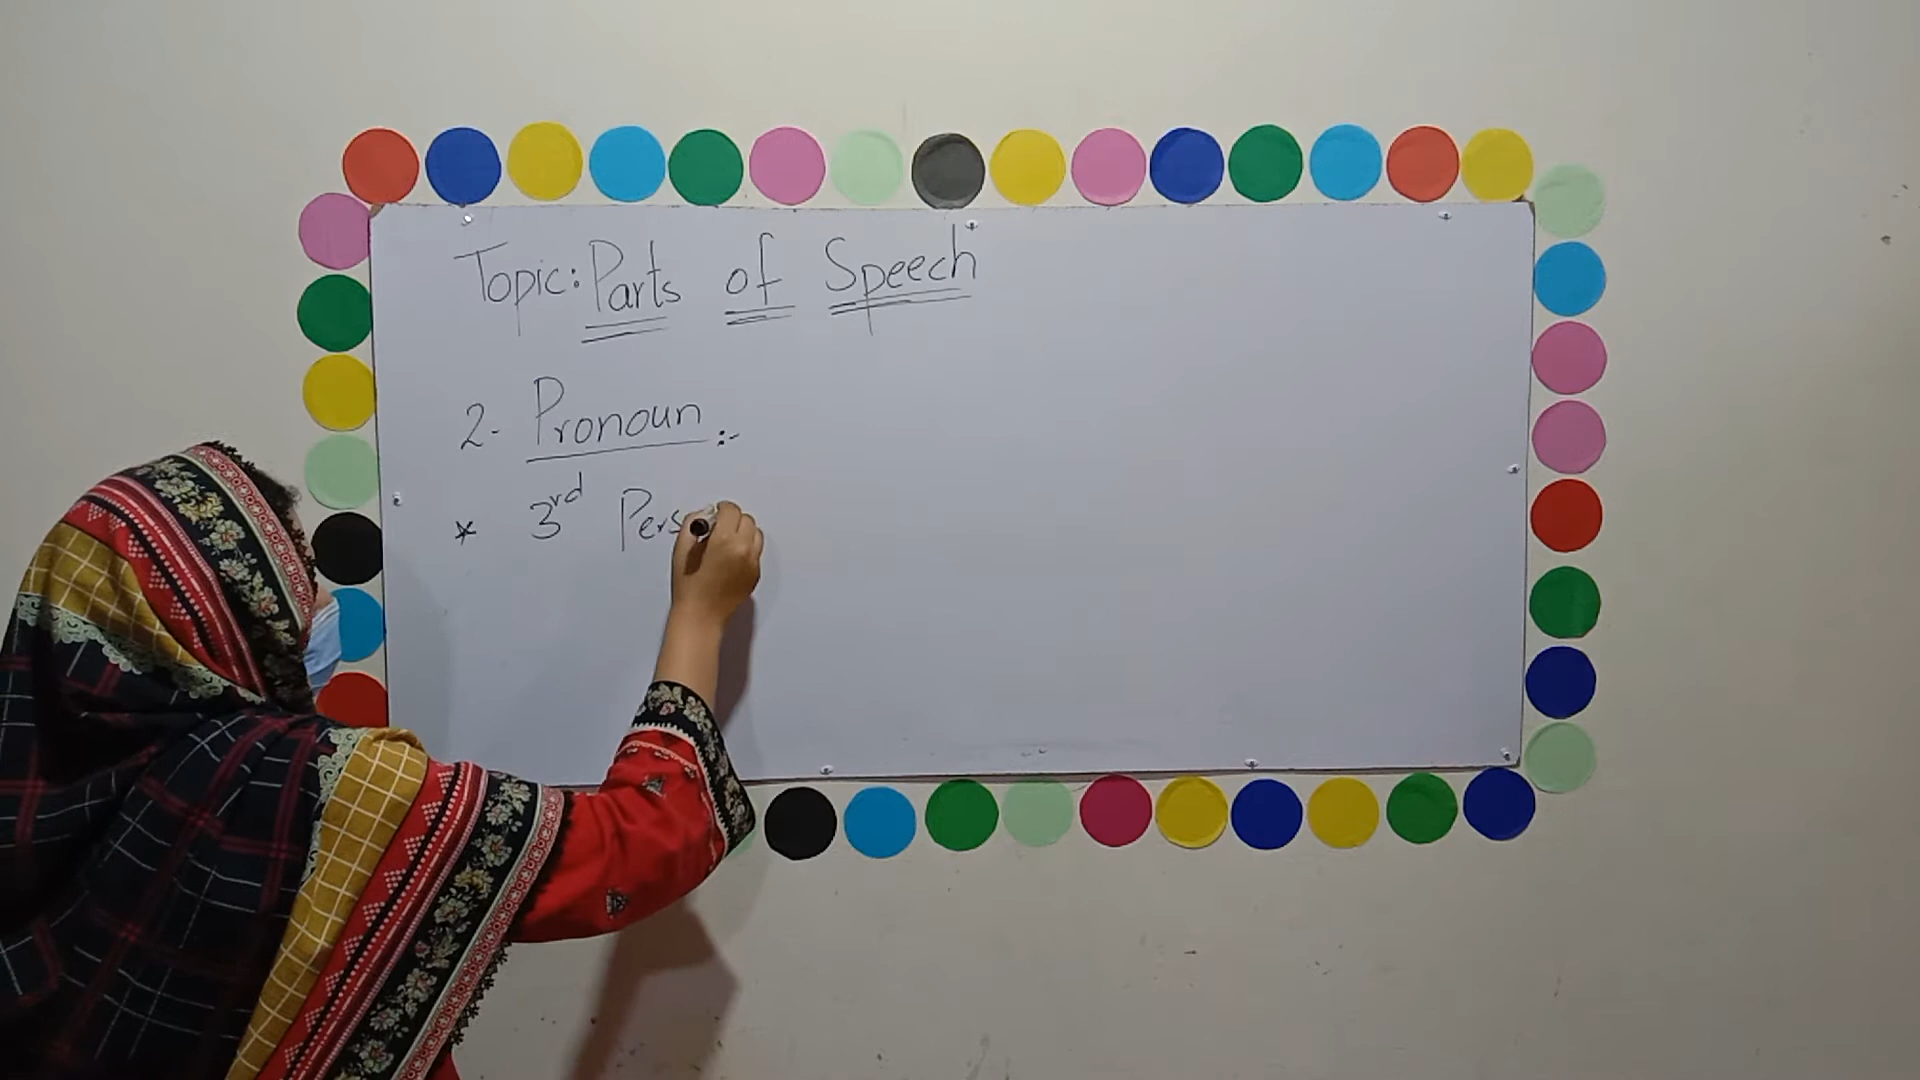 Topic: Parts of Speech
2- Pronoun :-
* 3rd Pers